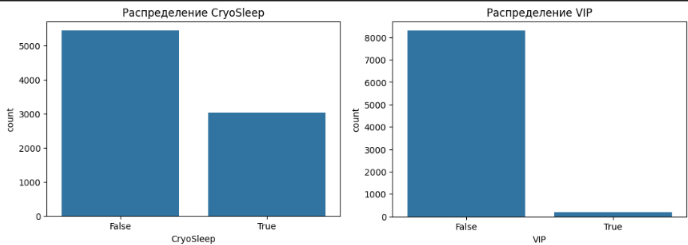 Распределение CryoSleep
5000
4000
3000
2000
1000
0
count
False
True
CryoSleep
Распределение VIP
8000
7000
6000
5000
4000
3000
2000
1000
0
count
False
True
VIP